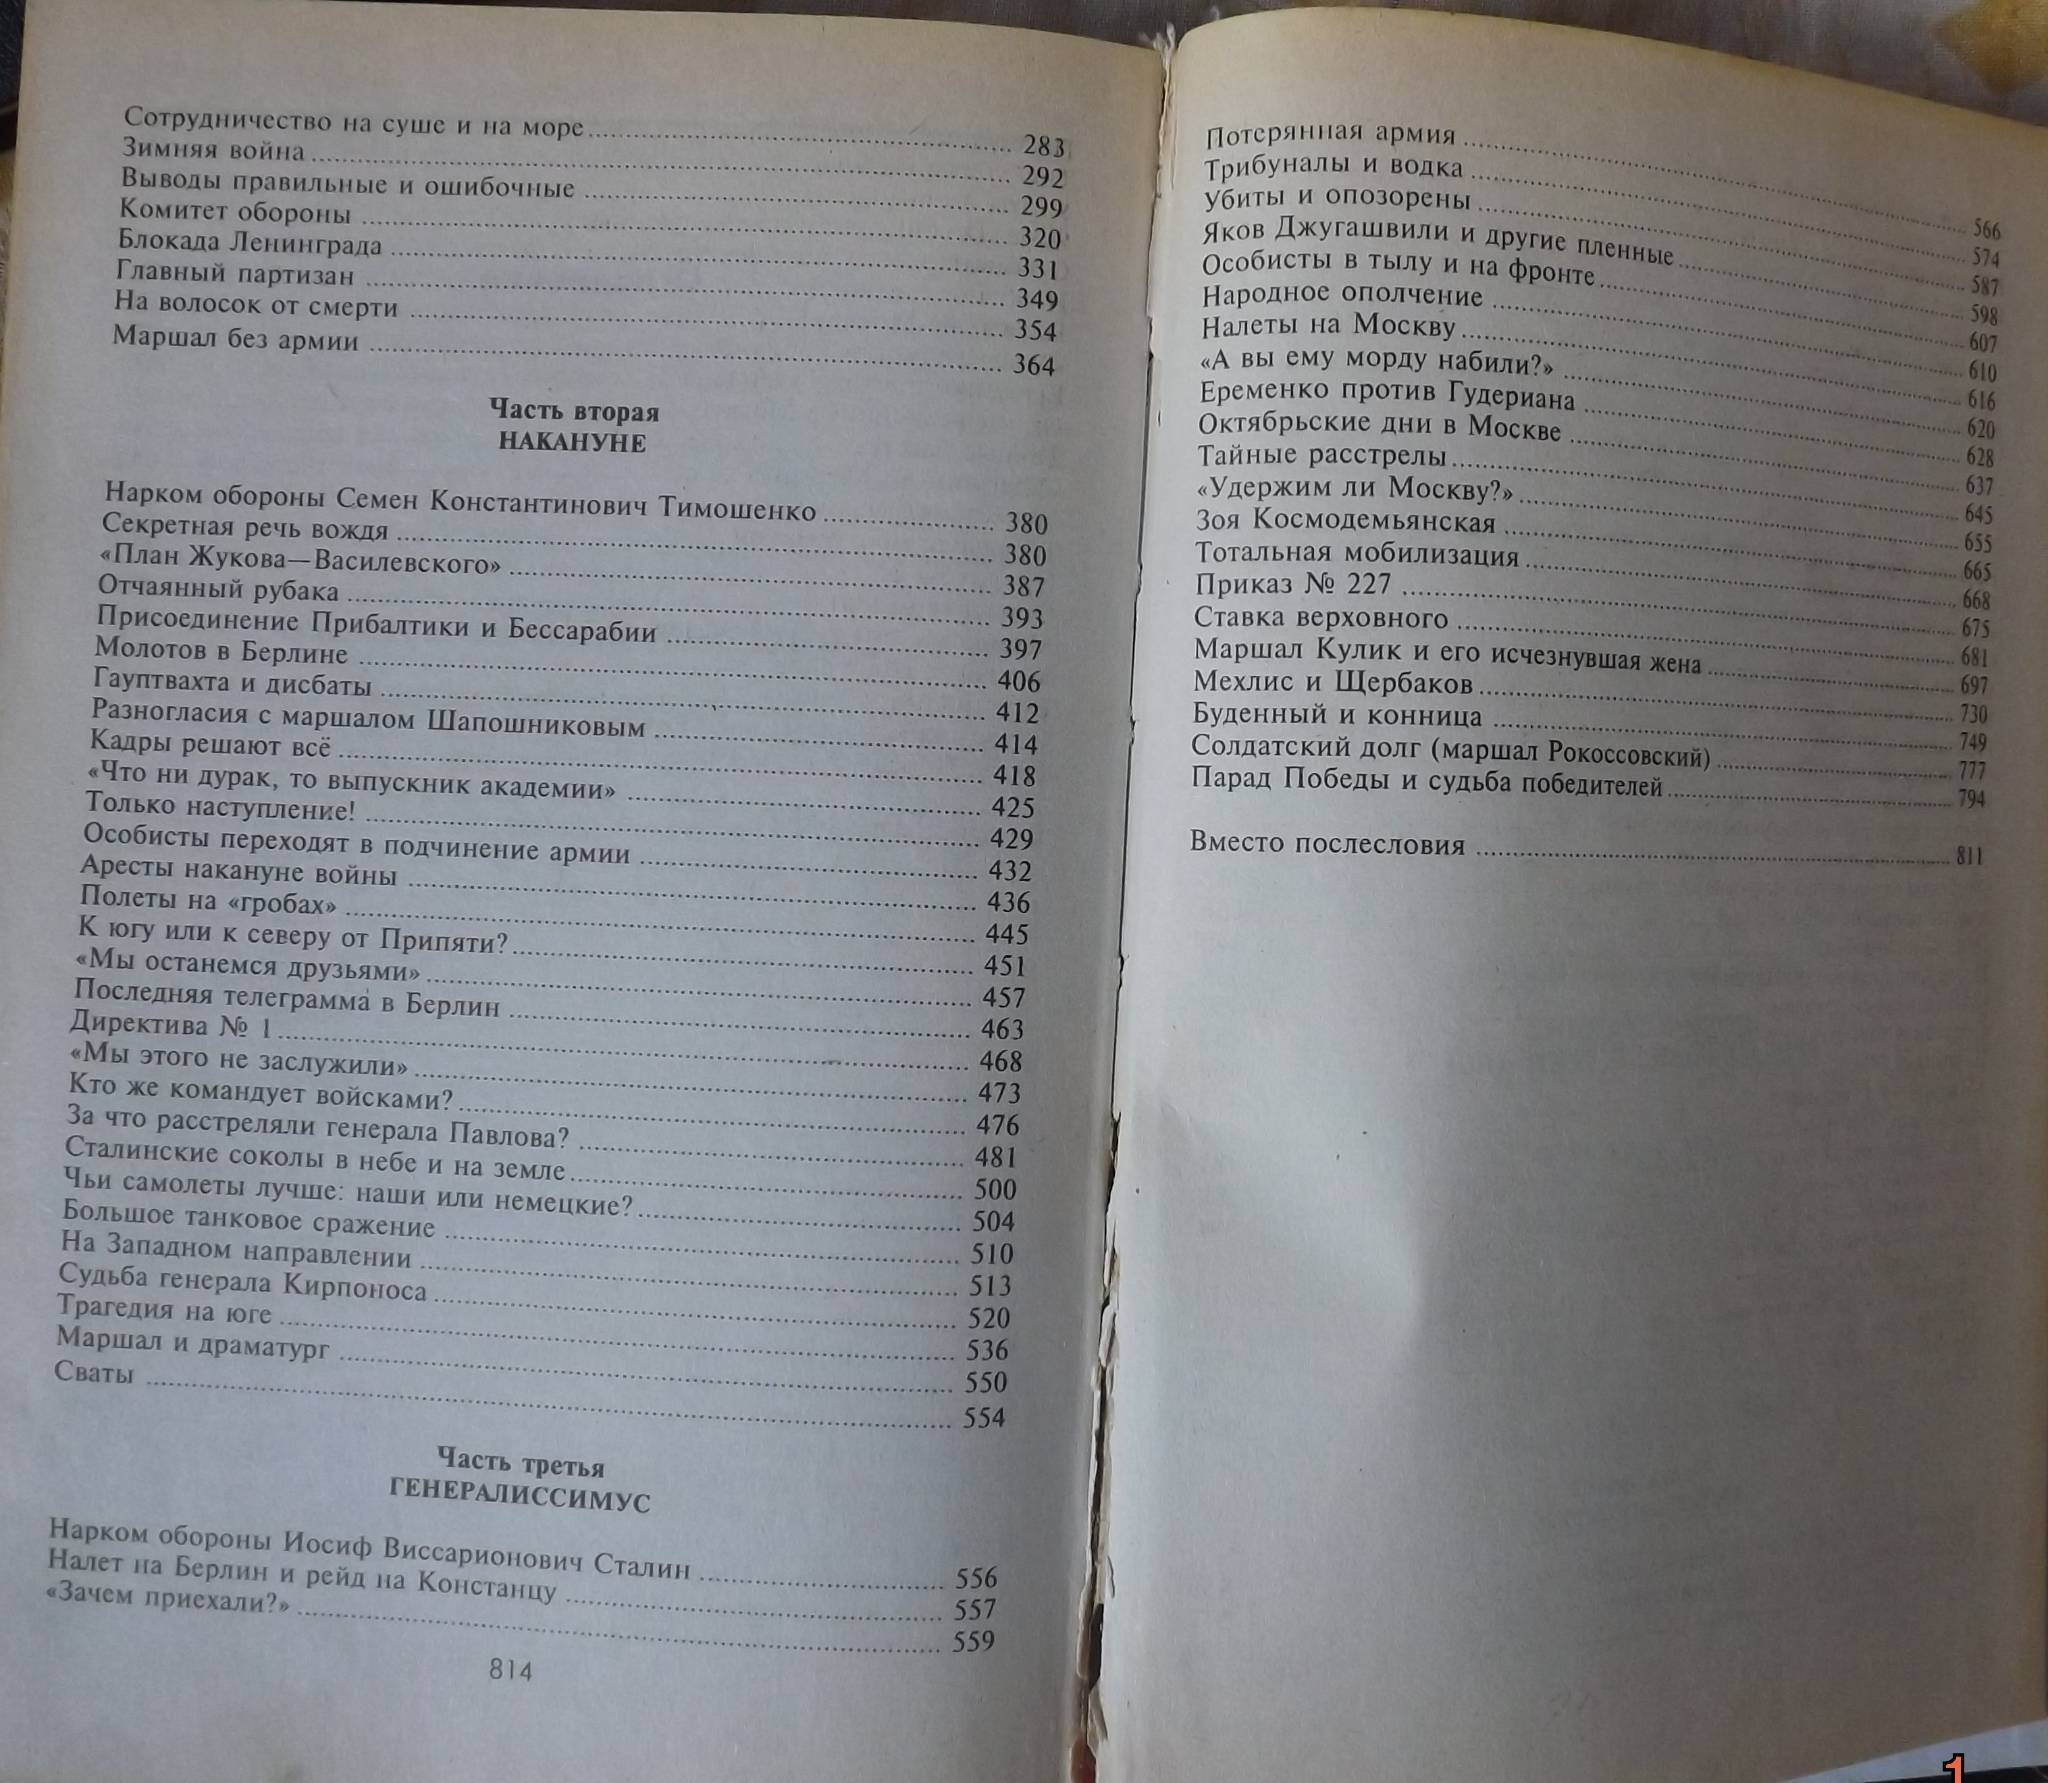 Сотрудничество на суше и на море ........ 283
Зимняя война ........ 292
Выводы правильные и ошибочные ........ 299
Комитет обороны ........ 320
Блокада Ленинграда ........ 331
Главный партизан ........ 349
На волосок от смерти ........ 354
Маршал без армии ........ 364
Часть вторая
НАКАНУНЕ
Нарком обороны Семен Константинович Тимошенко ........ 380
Секретная речь вождя ........ 380
«План Жукова—Василевского» ........ 387
Отчаянный рубака ........ 393
Присоединение Прибалтики и Бессарабии ........ 397
Молотов в Берлине ........ 406
Гауптвахта и дисбаты ........ 412
Разногласия с маршалом Шапошниковым ........ 414
Кадры решают всё ........ 418
«Что ни дурак, то выпускник академии» ........ 425
Только наступление! ........ 429
Особисты переходят в подчинение армии ........ 432
Аресты накануне войны ........ 436
Полеты на «гробах» ........ 445
К югу или к северу от Припяти? ........ 451
«Мы останемся друзьями» ........ 457
Последняя телеграмма в Берлин ........ 463
Директива № 1 ........ 468
«Мы этого не заслужили» ........ 473
Кто же командует войсками? ........ 476
За что расстреляли генерала Павлова? ........ 481
Сталинские соколы в небе и на земле ........ 500
Чьи самолеты лучше: наши или немецкие? ........ 504
Большое танковое сражение ........ 510
На Западном направлении ........ 513
Судьба генерала Кирпоноса ........ 520
Трагедия на юге ........ 536
Маршал и драматург ........ 550
Сваты ........ 554
Часть третья
ГЕНЕРАЛИССИМУС
Нарком обороны Иосиф Виссарионович Сталин ........ 556
Налет на Берлин и рейд на Констанцу ........ 557
«Зачем приехали?» ........ 559
814
Потерянная армия ........ 566
Трибуналы и водка ........ 574
Убиты и опозорены ........ 587
Яков Джугашвили и другие пленные ........ 598
Особисты в тылу и на фронте ........ 607
Народное ополчение ........ 610
Налеты на Москву ........ 616
«А вы ему морду набили?» ........ 620
Еременко против Гудериана ........ 628
Октябрьские дни в Москве ........ 637
Тайные расстрелы ........ 645
«Удержим ли Москву?» ........ 655
Зоя Космодемьянская ........ 665
Тотальная мобилизация ........ 668
Приказ № 227 ........ 675
Ставка верховного ........ 681
Маршал Кулик и его исчезнувшая жена ........ 697
Мехлис и Щербаков ........ 730
Буденный и конница ........ 749
Солдатский долг (маршал Рокоссовский) ........ 777
Парад Победы и судьба победителей ........ 794
Вместо послесловия ........ 811
1